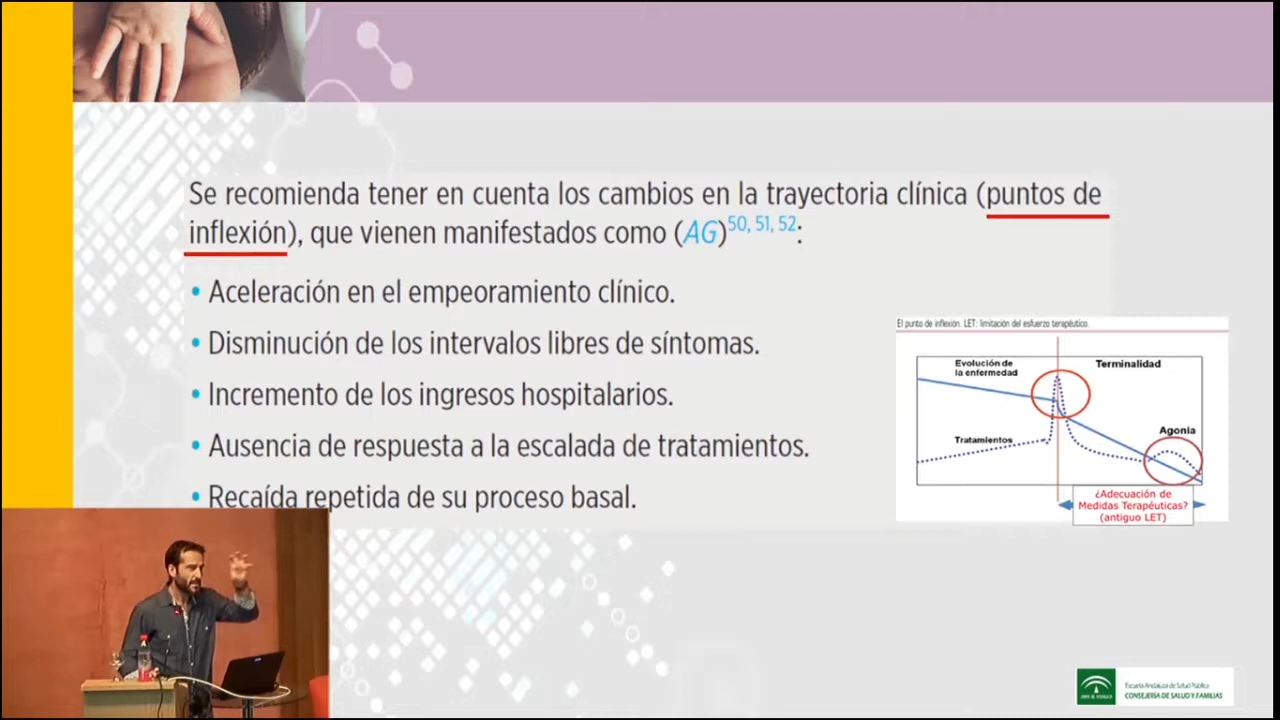 Se recomienda tener en cuenta los cambios en la trayectoria clínica (puntos de
inflexión), que vienen manifestados como (AG)50, 51, 52:
• Aceleración en el empeoramiento clínico.
• Disminución de los intervalos libres de síntomas.
• Incremento de los ingresos hospitalarios.
• Ausencia de respuesta a la escalada de tratamientos.
• Recaída repetida de su proceso basal.
El punto de inflexión. LET: limitación del esfuerzo terapéutico.
Evolución de
la enfermedad
Terminalidad
Tratamientos
Agonía
¿Adecuación de
Medidas Terapéuticas?
(antiguo LET)
Escuela Andaluza de Salud Pública
CONSEJERÍA DE SALUD Y FAMILIAS